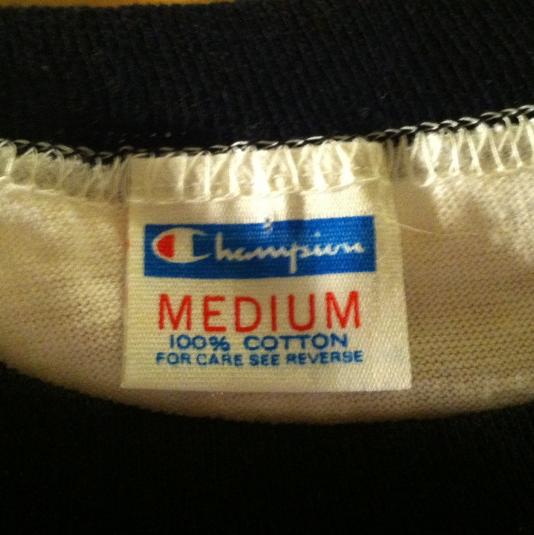 Champion
MEDIUM
100% COTTON
FOR CARE SEE REVERSE